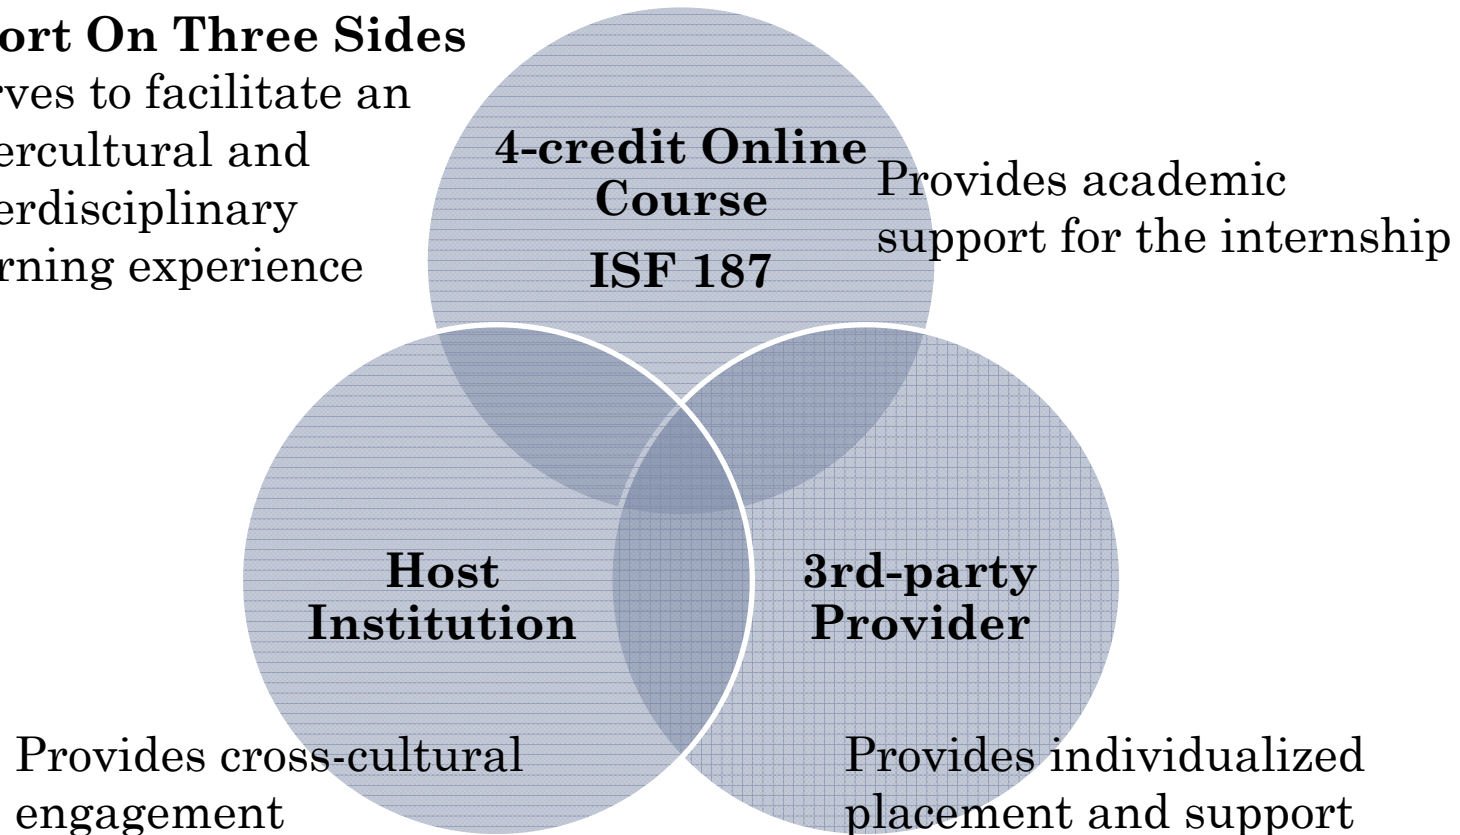 ort On Three Sides
rves to facilitate an
ercultural and
erdisciplinary
rning experience
4-credit Online
Course
ISF 187
Provides academic
support for the internship
Host
Institution
3rd-party
Provider
Provides cross-cultural
engagement
Provides individualized
placement and support